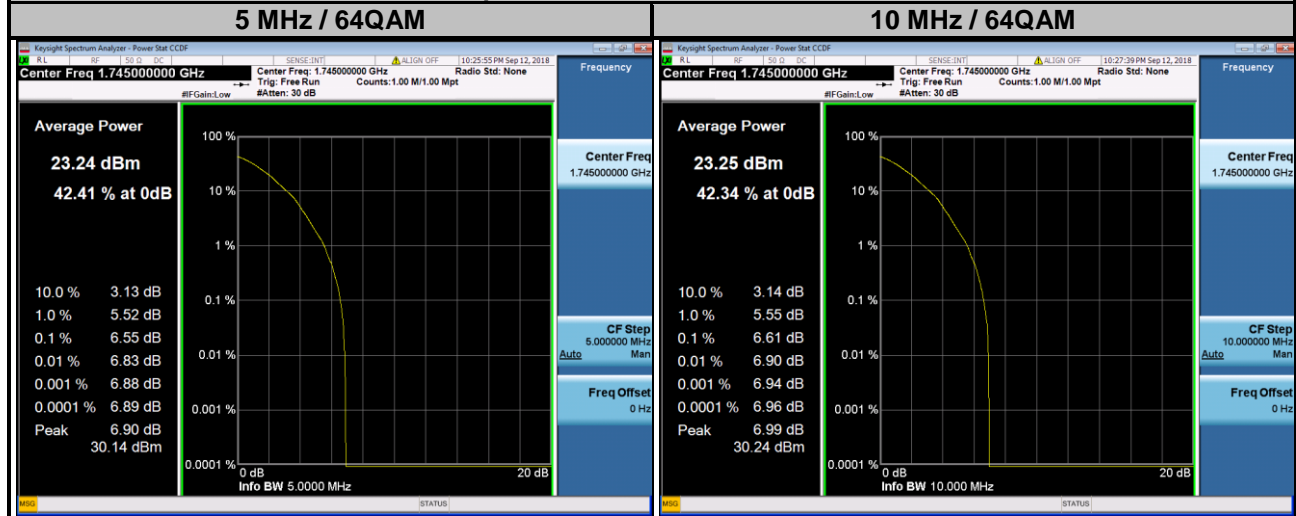 5 MHz / 64QAM
Keysight Spectrum Analyzer - Power Stat CCDF
RL RF 50 Ω DC SENSE:INT ALIGN OFF 10:25:55 PM Sep 12, 2018
Center Freq 1.745000000 GHz
Center Freq: 1.745000000 GHz Radio Std: None
Trig: Free Run Counts:1.00 M/1.00 Mpt
#IFGain:Low #Atten: 30 dB
Frequency
Average Power
23.24 dBm
42.41 % at 0dB
10.0 % 3.13 dB
1.0 % 5.52 dB
0.1 % 6.55 dB
0.01 % 6.83 dB
0.001 % 6.88 dB
0.0001 % 6.89 dB
Peak 6.90 dB
30.14 dBm
100 %
10 %
1 %
0.1 %
0.01 %
0.001 %
0.0001 %
0 dB 20 dB
Info BW 5.0000 MHz
Center Freq
1.745000000 GHz
CF Step
5.000000 MHz
Auto Man
Freq Offset
0 Hz
MSG STATUS
10 MHz / 64QAM
Keysight Spectrum Analyzer - Power Stat CCDF
RL RF 50 Ω DC SENSE:INT ALIGN OFF 10:27:39 PM Sep 12, 2018
Center Freq 1.745000000 GHz
Center Freq: 1.745000000 GHz Radio Std: None
Trig: Free Run Counts:1.00 M/1.00 Mpt
#IFGain:Low #Atten: 30 dB
Frequency
Average Power
23.25 dBm
42.34 % at 0dB
10.0 % 3.14 dB
1.0 % 5.55 dB
0.1 % 6.61 dB
0.01 % 6.90 dB
0.001 % 6.94 dB
0.0001 % 6.96 dB
Peak 6.99 dB
30.24 dBm
100 %
10 %
1 %
0.1 %
0.01 %
0.001 %
0.0001 %
0 dB 20 dB
Info BW 10.000 MHz
Center Freq
1.745000000 GHz
CF Step
10.000000 MHz
Auto Man
Freq Offset
0 Hz
MSG STATUS